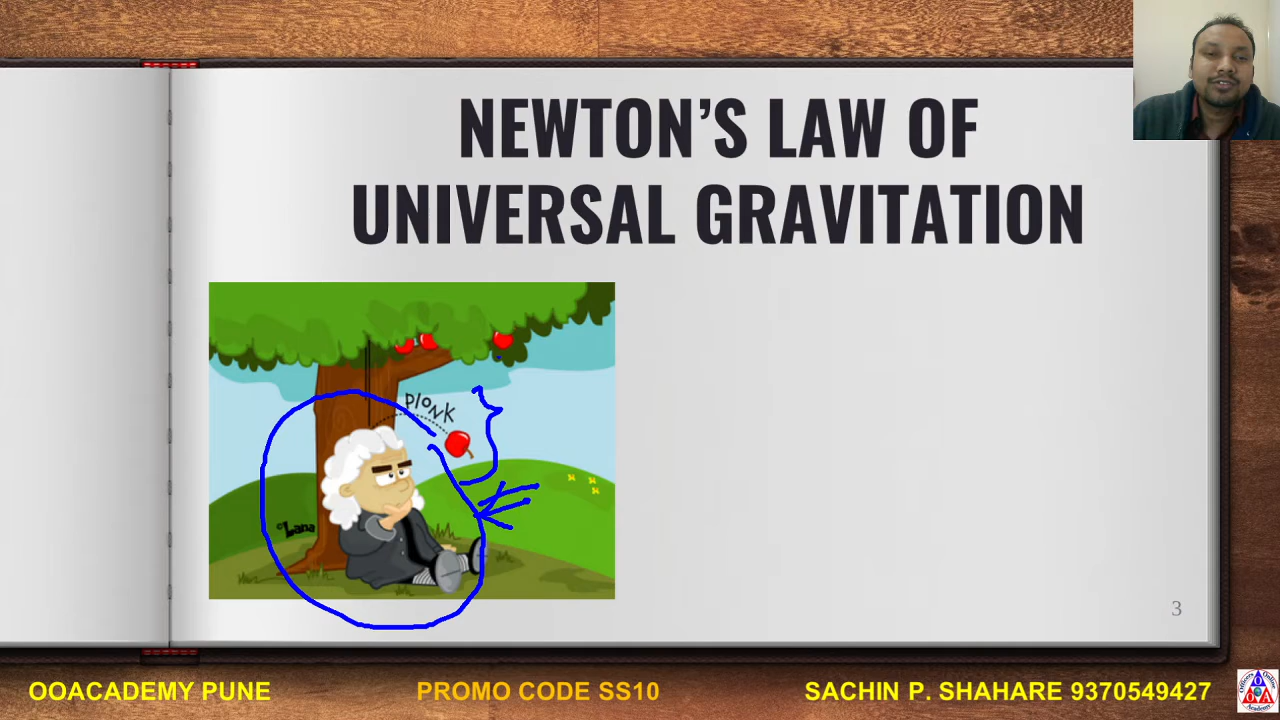 NEWTON’S LAW OF
UNIVERSAL GRAVITATION
PLONK
©Lana
3
OOACADEMY PUNE
PROMO CODE SS10
SACHIN P. SHAHARE 9370549427